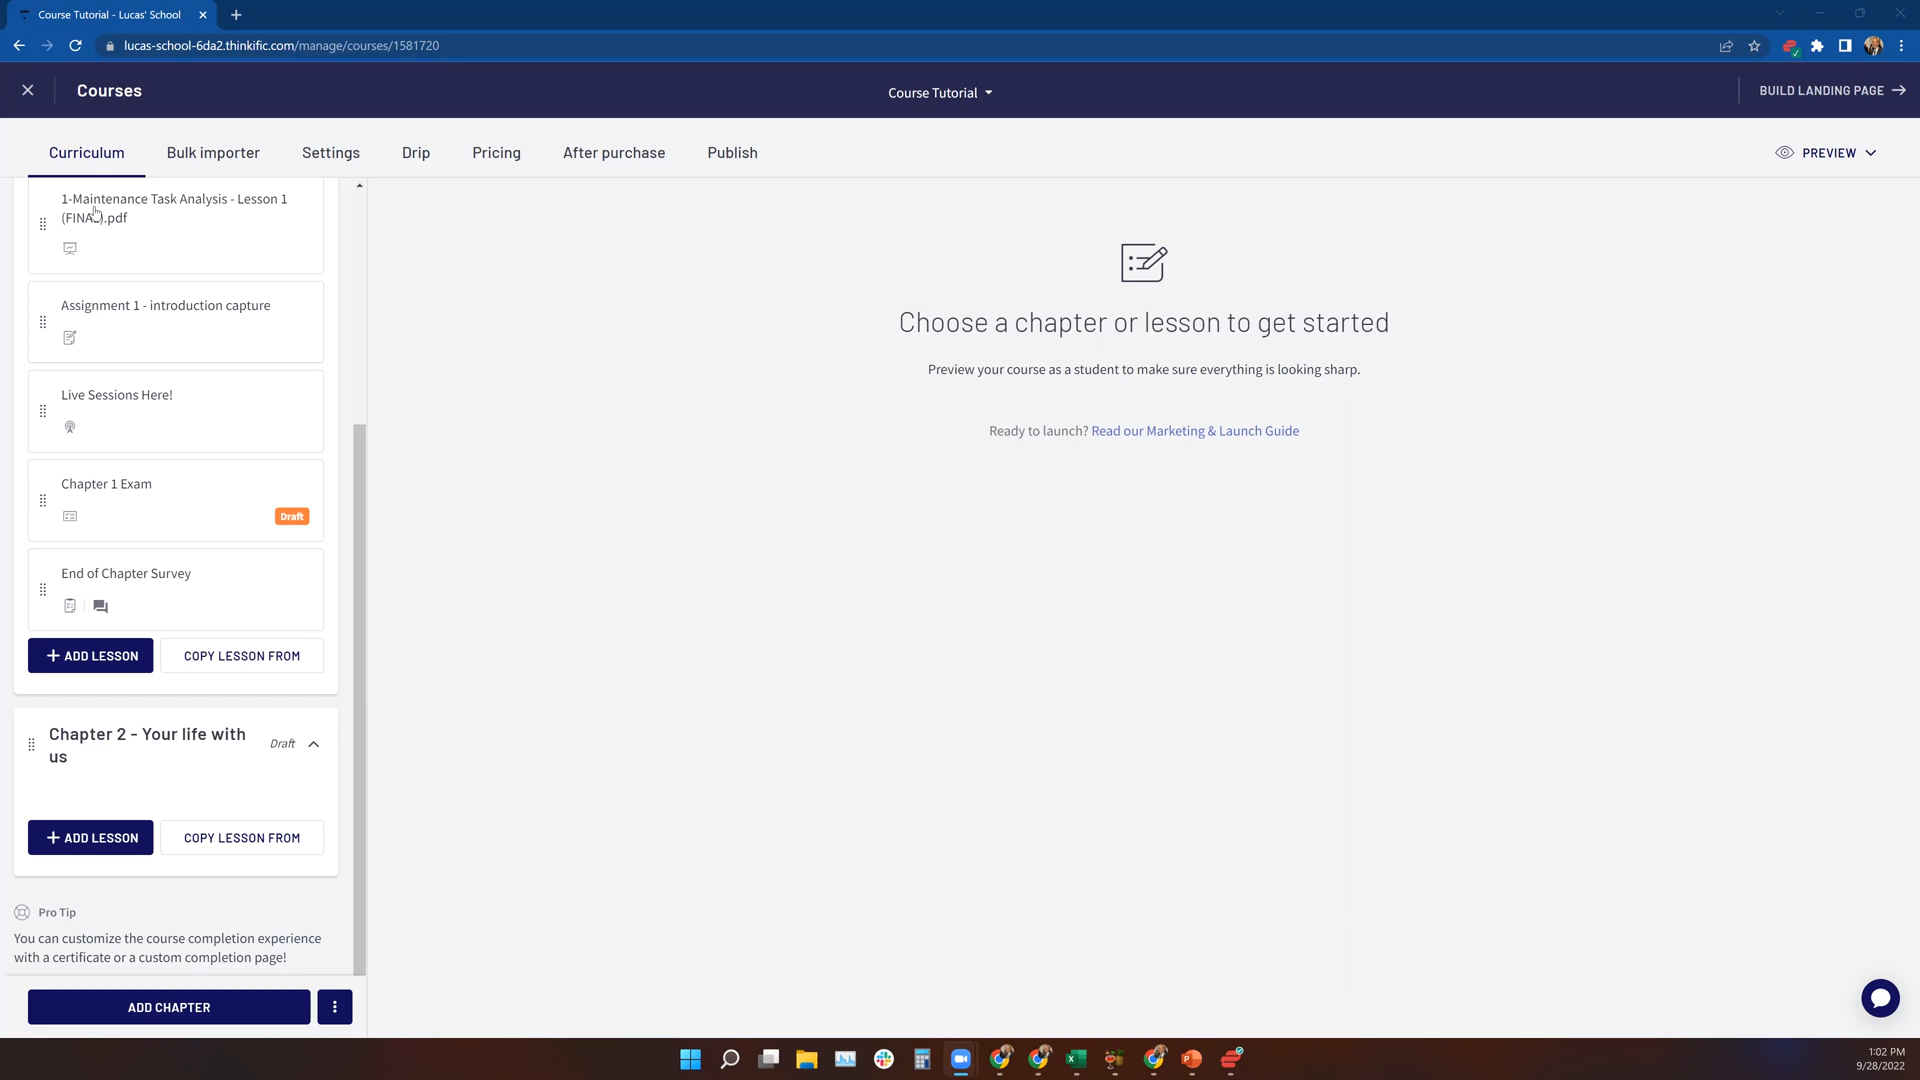 Course Tutorial - Lucas' School
lucas-school-6da2.thinkific.com/manage/courses/1581720
Courses
Course Tutorial
BUILD LANDING PAGE
Curriculum
Bulk importer
Settings
Drip
Pricing
After purchase
Publish
PREVIEW
1-Maintenance Task Analysis - Lesson 1
(FINAL).pdf
Assignment 1 - introduction capture
Live Sessions Here!
Chapter 1 Exam
Draft
End of Chapter Survey
ADD LESSON
COPY LESSON FROM
Chapter 2 - Your life with
us
Draft
ADD LESSON
COPY LESSON FROM
Pro Tip
You can customize the course completion experience
with a certificate or a custom completion page!
ADD CHAPTER
Choose a chapter or lesson to get started
Preview your course as a student to make sure everything is looking sharp.
Ready to launch? Read our Marketing & Launch Guide
1:02 PM
9/28/2022